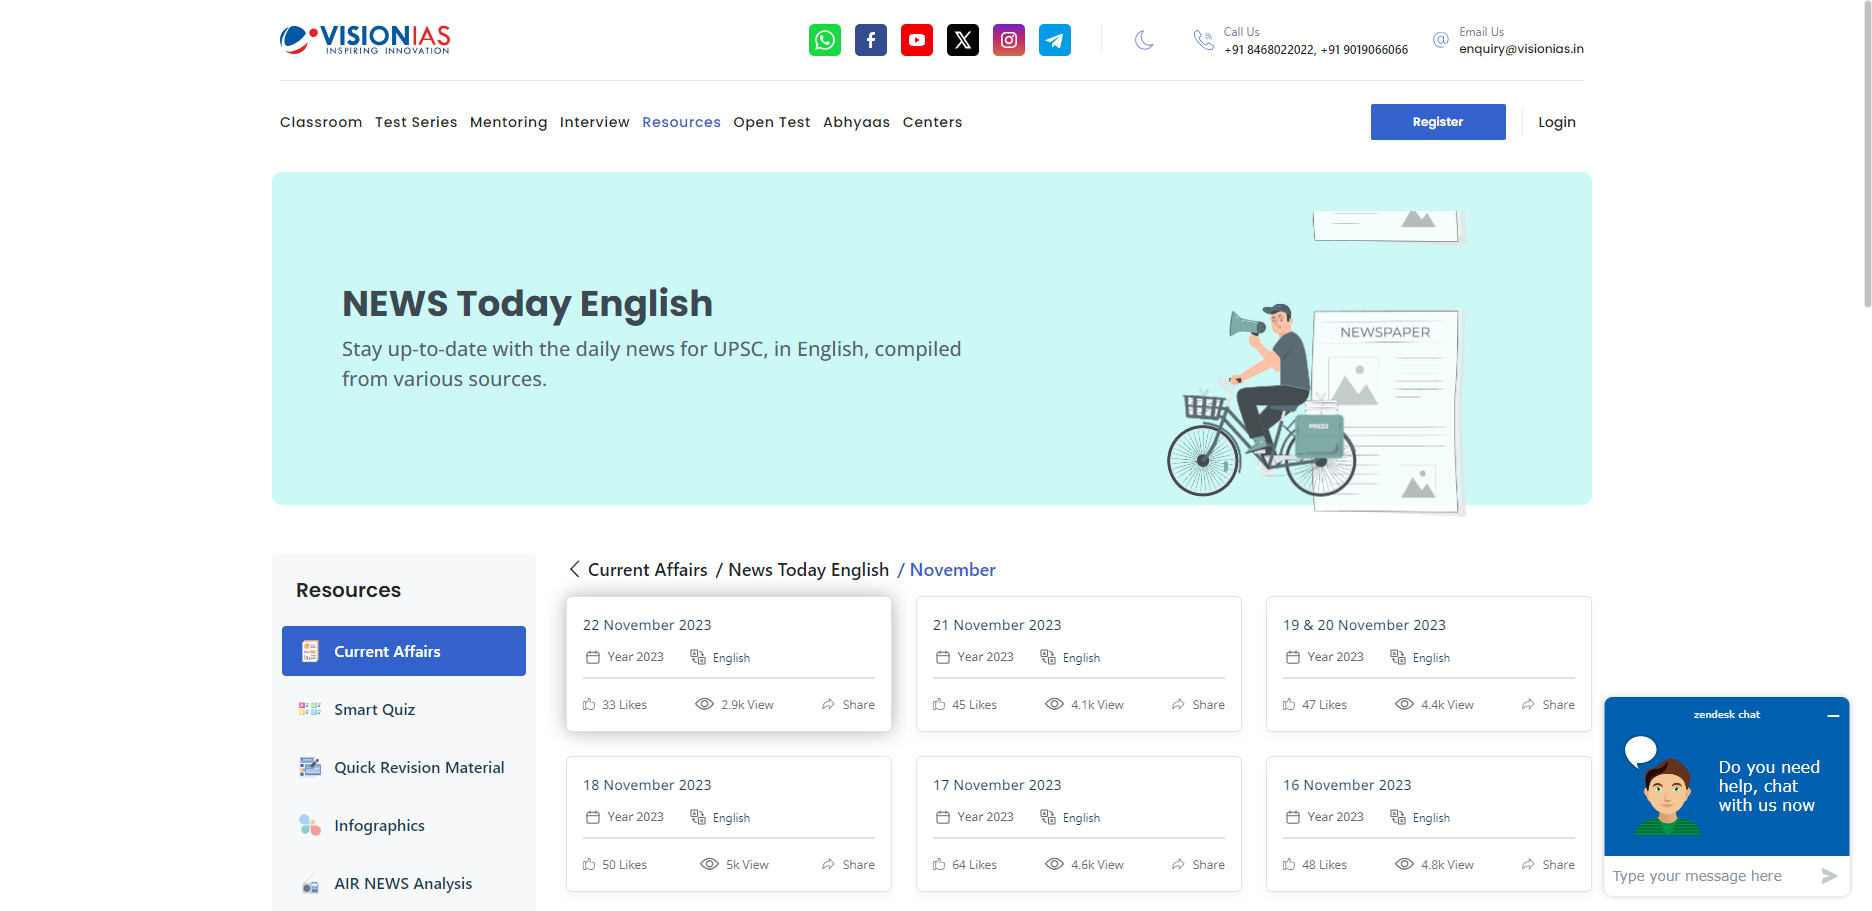 VISIONIAS
INSPIRING INNOVATION
Call Us
+91 8468022022, +91 9019066066
Email Us
enquiry@visionias.in
Classroom Test Series Mentoring Interview Resources Open Test Abhyaas Centers
Register
Login
NEWS Today English
Stay up-to-date with the daily news for UPSC, in English, compiled
from various sources.
NEWSPAPER
PRESS
Resources
Current Affairs
Smart Quiz
Quick Revision Material
Infographics
AIR NEWS Analysis
Current Affairs / News Today English / November
22 November 2023
Year 2023 English
33 Likes 2.9k View Share
21 November 2023
Year 2023 English
45 Likes 4.1k View Share
19 & 20 November 2023
Year 2023 English
47 Likes 4.4k View Share
18 November 2023
Year 2023 English
50 Likes 5k View Share
17 November 2023
Year 2023 English
64 Likes 4.6k View Share
16 November 2023
Year 2023 English
48 Likes 4.8k View Share
zendesk chat
Do you need
help, chat
with us now
Type your message here